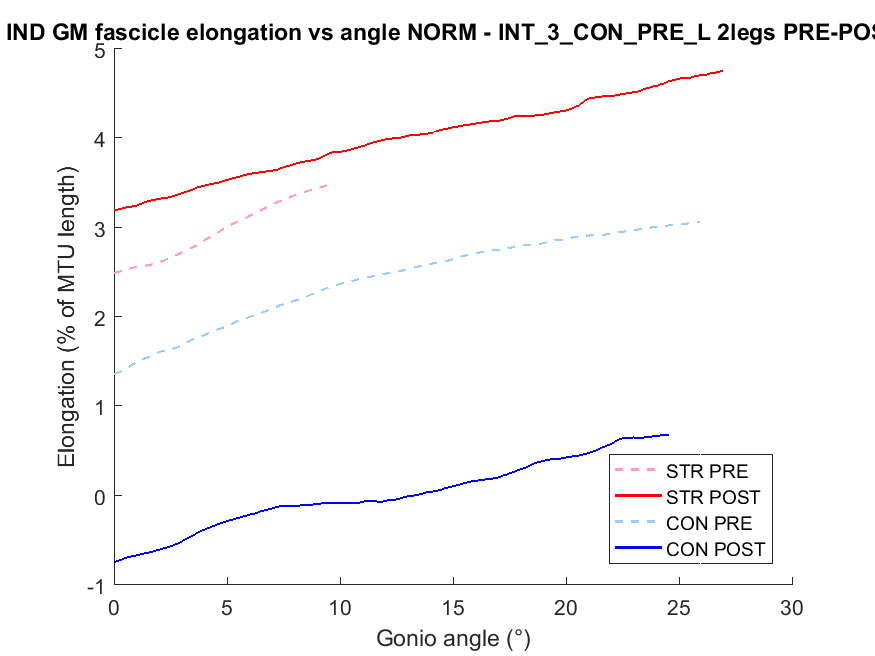 IND GM fascicle elongation vs angle NORM - INT_3_CON_PRE_L 2legs PRE-POS
5
4
3
2
1
0
-1
Elongation (% of MTU length)
STR PRE
STR POST
CON PRE
CON POST
0 5 10 15 20 25 30
Gonio angle (°)